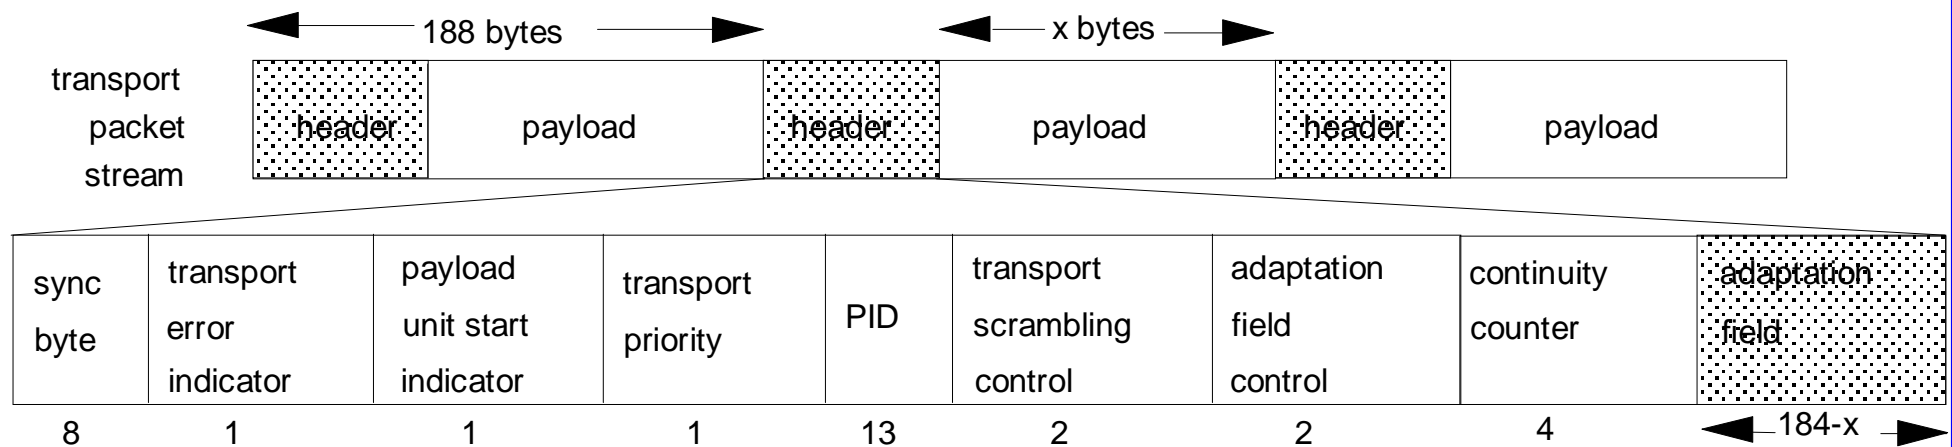 188 bytes
x bytes
transport
packet
stream
header
payload
header
payload
header
payload
sync
byte
transport
error
indicator
payload
unit start
indicator
transport
priority
PID
transport
scrambling
control
adaptation
field
control
continuity
counter
adaptation
field
8
1
1
1
13
2
2
4
184-x